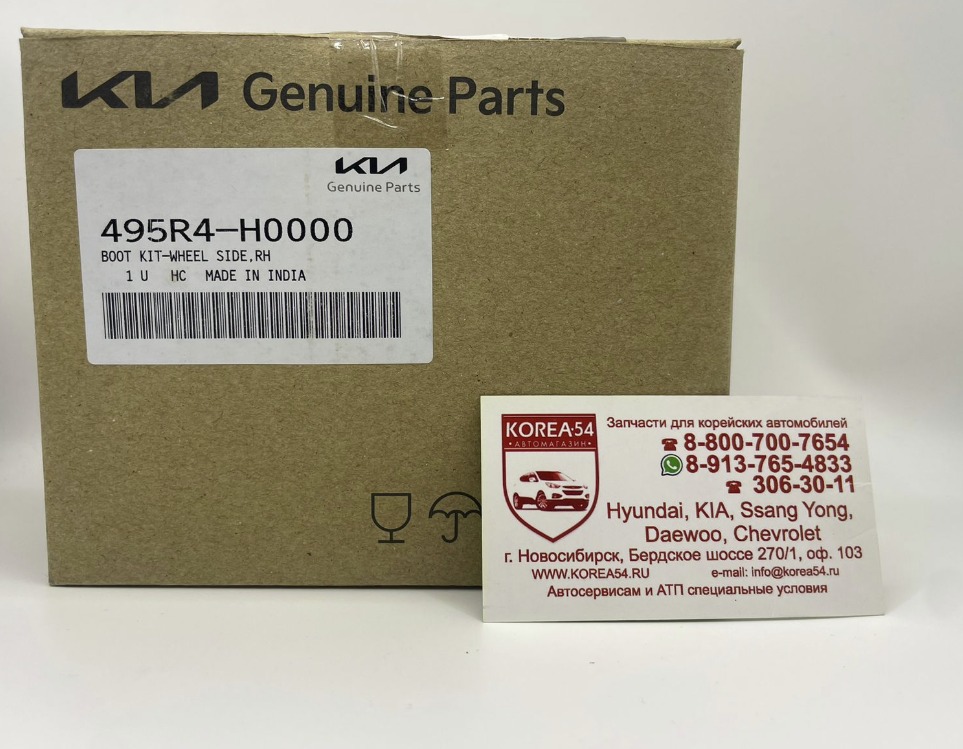 KIA Genuine Parts
KIA
Genuine Parts
495R4-H0000
BOOT KIT-WHEEL SIDE,RH
1 U HC MADE IN INDIA
KOREA·54
•АВТОМАГАЗИН•
Запчасти для корейских автомобилей
8-800-700-7654
8-913-765-4833
306-30-11
Hyundai, KIA, Ssang Yong,
Daewoo, Chevrolet
г. Новосибирск, Бердское шоссе 270/1, оф. 103
WWW.KOREA54.RU e-mail: info@korea54.ru
Автосервисам и АТП специальные условия